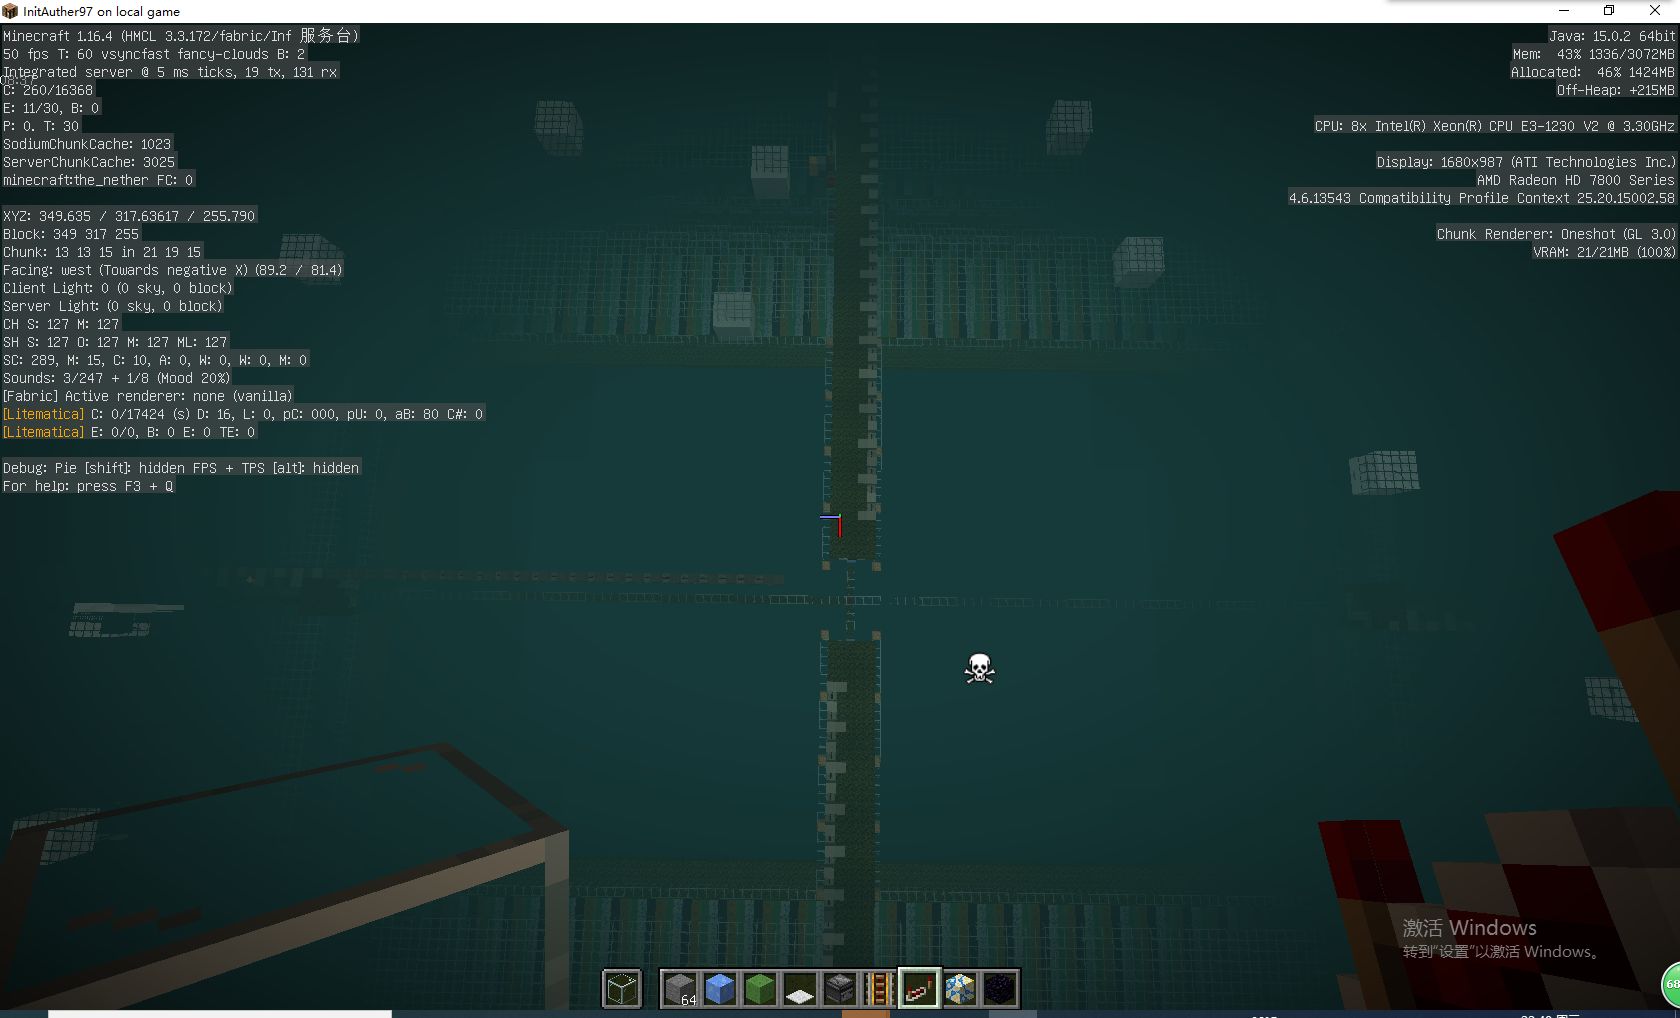 InitAuther97 on local game
Minecraft 1.16.4 (HMCL 3.3.172/fabric/Inf 服务台)
50 fps T: 60 vsyncfast fancy-clouds B: 2
Integrated server @ 5 ms ticks, 19 tx, 131 rx
C: 260/16368
E: 11/30, B: 0
P: 0. T: 30
SodiumChunkCache: 1023
ServerChunkCache: 3025
minecraft:the_nether FC: 0
XYZ: 349.635 / 317.63617 / 255.790
Block: 349 317 255
Chunk: 13 13 15 in 21 19 15
Facing: west (Towards negative X) (89.2 / 81.4)
Client Light: 0 (0 sky, 0 block)
Server Light: (0 sky, 0 block)
CH S: 127 M: 127
SH S: 127 O: 127 M: 127 ML: 127
SC: 289, M: 15, C: 10, A: 0, W: 0, W: 0, M: 0
Sounds: 3/247 + 1/8 (Mood 20%)
[Fabric] Active renderer: none (vanilla)
[Litematica] C: 0/17424 (s) D: 16, L: 0, pC: 000, pU: 0, aB: 80 C#: 0
[Litematica] E: 0/0, B: 0 E: 0 TE: 0
Debug: Pie [shift]: hidden FPS + TPS [alt]: hidden
For help: press F3 + Q
Java: 15.0.2 64bit
Mem: 43% 1336/3072MB
Allocated: 46% 1424MB
Off-Heap: +215MB
CPU: 8x Intel(R) Xeon(R) CPU E3-1230 V2 @ 3.30GHz
Display: 1680x987 (ATI Technologies Inc.)
AMD Radeon HD 7800 Series
4.6.13543 Compatibility Profile Context 25.20.15002.58
Chunk Renderer: Oneshot (GL 3.0)
VRAM: 21/21MB (100%)
激活 Windows
转到“设置”以激活 Windows。
64
68